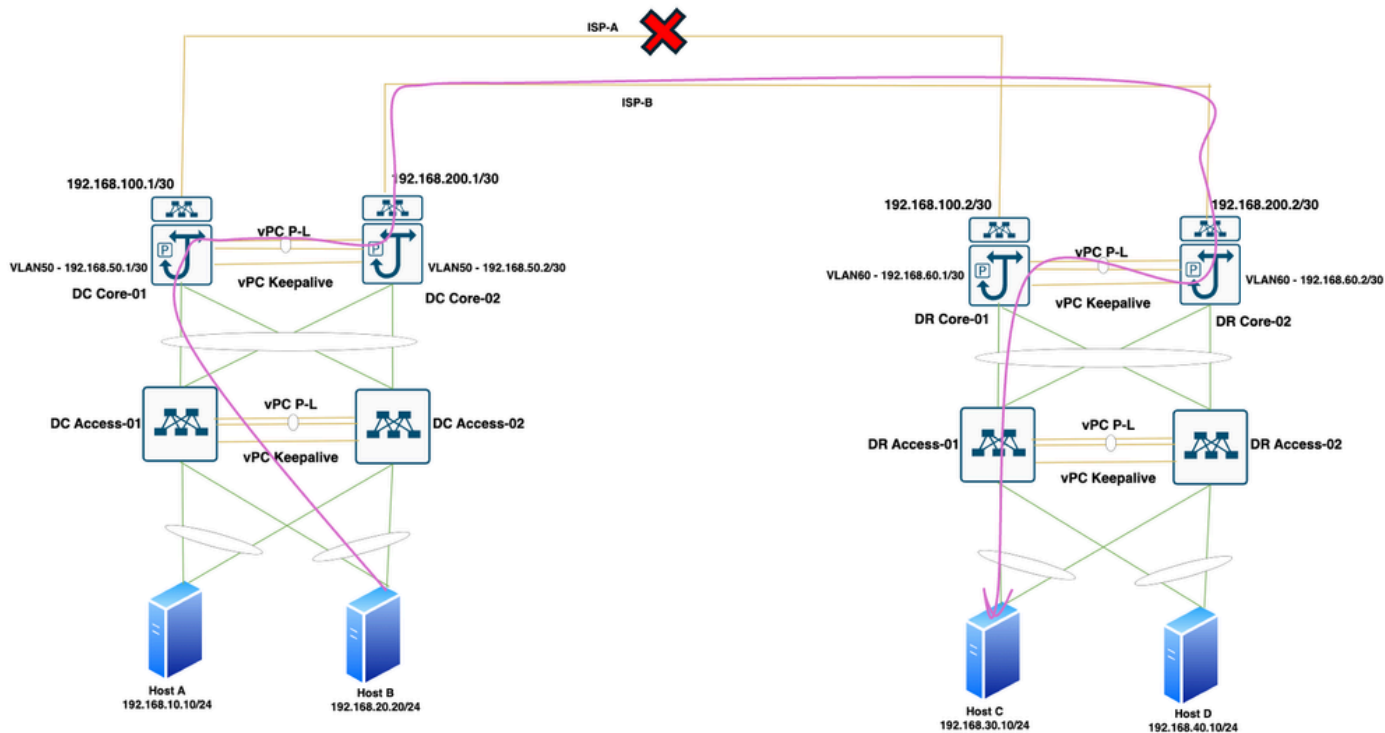 ISP-A
ISP-B
192.168.100.1/30
192.168.200.1/30
192.168.100.2/30
192.168.200.2/30
P
vPC P-L
P
VLAN50 - 192.168.50.1/30
VLAN50 - 192.168.50.2/30
vPC Keepalive
DC Core-01
DC Core-02
P
vPC P-L
P
VLAN60 - 192.168.60.1/30
VLAN60 - 192.168.60.2/30
vPC Keepalive
DR Core-01
DR Core-02
DC Access-01
vPC P-L
DC Access-02
vPC Keepalive
DR Access-01
vPC P-L
DR Access-02
vPC Keepalive
Host A
192.168.10.10/24
Host B
192.168.20.20/24
Host C
192.168.30.10/24
Host D
192.168.40.10/24